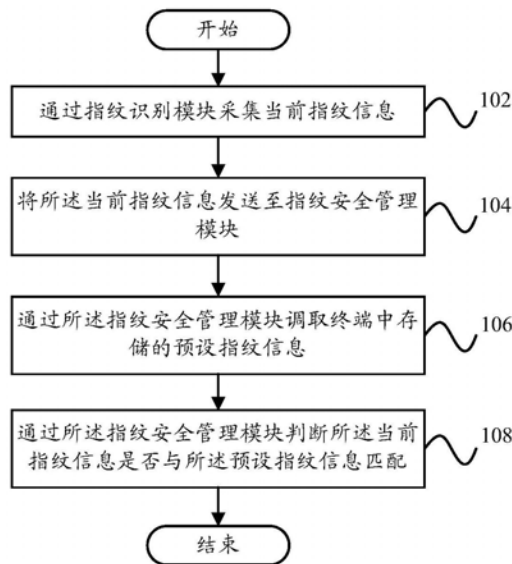 开始
通过指纹识别模块采集当前指纹信息
102
将所述当前指纹信息发送至指纹安全管理
模块
104
通过所述指纹安全管理模块调取终端中存
储的预设指纹信息
106
通过所述指纹安全管理模块判断所述当前
指纹信息是否与所述预设指纹信息匹配
108
结束